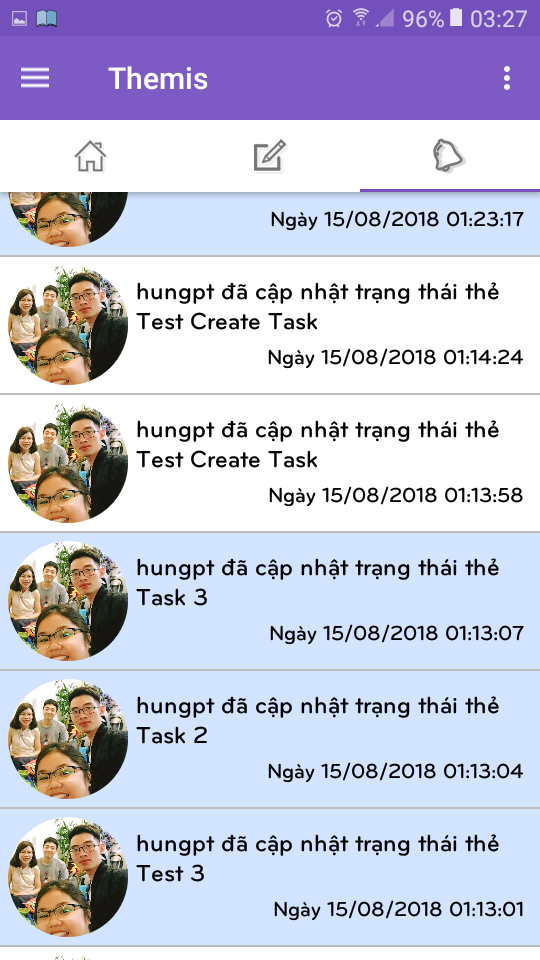 96% 03:27
Themis
Ngày 15/08/2018 01:23:17
hungpt đã cập nhật trạng thái thẻ
Test Create Task
Ngày 15/08/2018 01:14:24
hungpt đã cập nhật trạng thái thẻ
Test Create Task
Ngày 15/08/2018 01:13:58
hungpt đã cập nhật trạng thái thẻ
Task 3
Ngày 15/08/2018 01:13:07
hungpt đã cập nhật trạng thái thẻ
Task 2
Ngày 15/08/2018 01:13:04
hungpt đã cập nhật trạng thái thẻ
Test 3
Ngày 15/08/2018 01:13:01